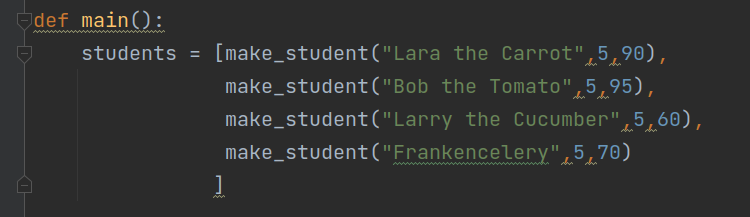 def main():
    students = [make_student("Lara the Carrot",5,90),
                make_student("Bob the Tomato",5,95),
                make_student("Larry the Cucumber",5,60),
                make_student("Frankencelery",5,70)
               ]